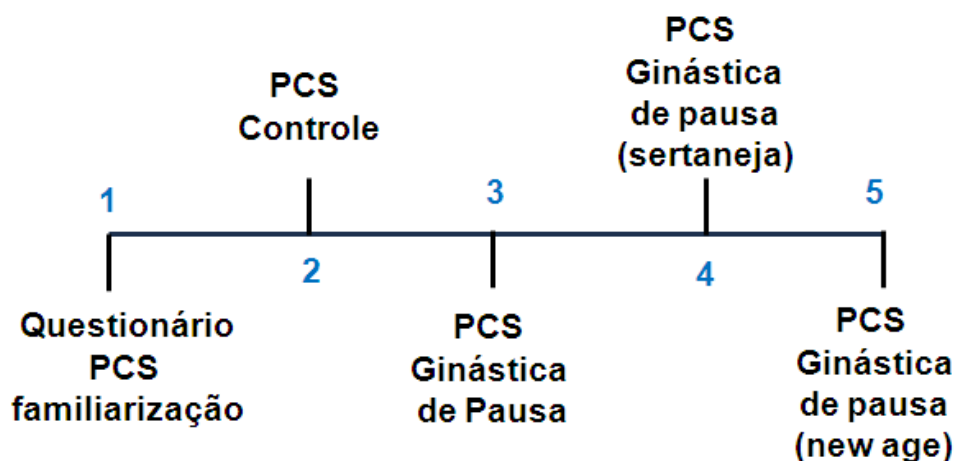 1
Questionário
PCS
familiarização
PCS
Controle
2
3
PCS
Ginástica
de Pausa
PCS
Ginástica
de pausa
(sertaneja)
4
5
PCS
Ginástica
de pausa
(new age)